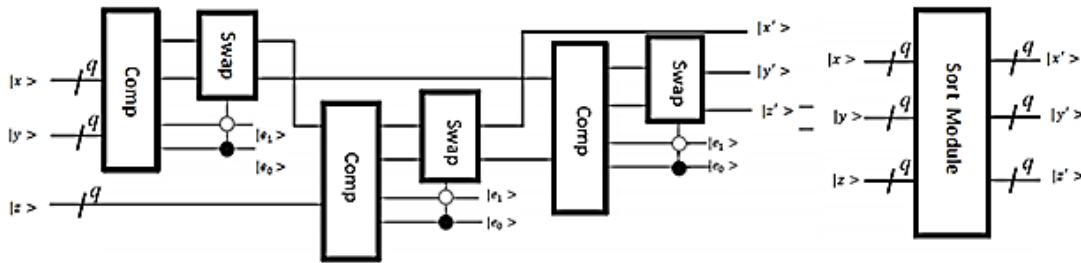 |x > q
|y > q
|z > q
Comp
Swap
|e₁ >
|e₀ >
Comp
Swap
|e₁ >
|e₀ >
Comp
Swap
|e₁ >
|e₀ >
|x' >
|y' >
|z' >
|x > q
|y > q
|z > q
Sort Module
q |x' >
q |y' >
q |z' >